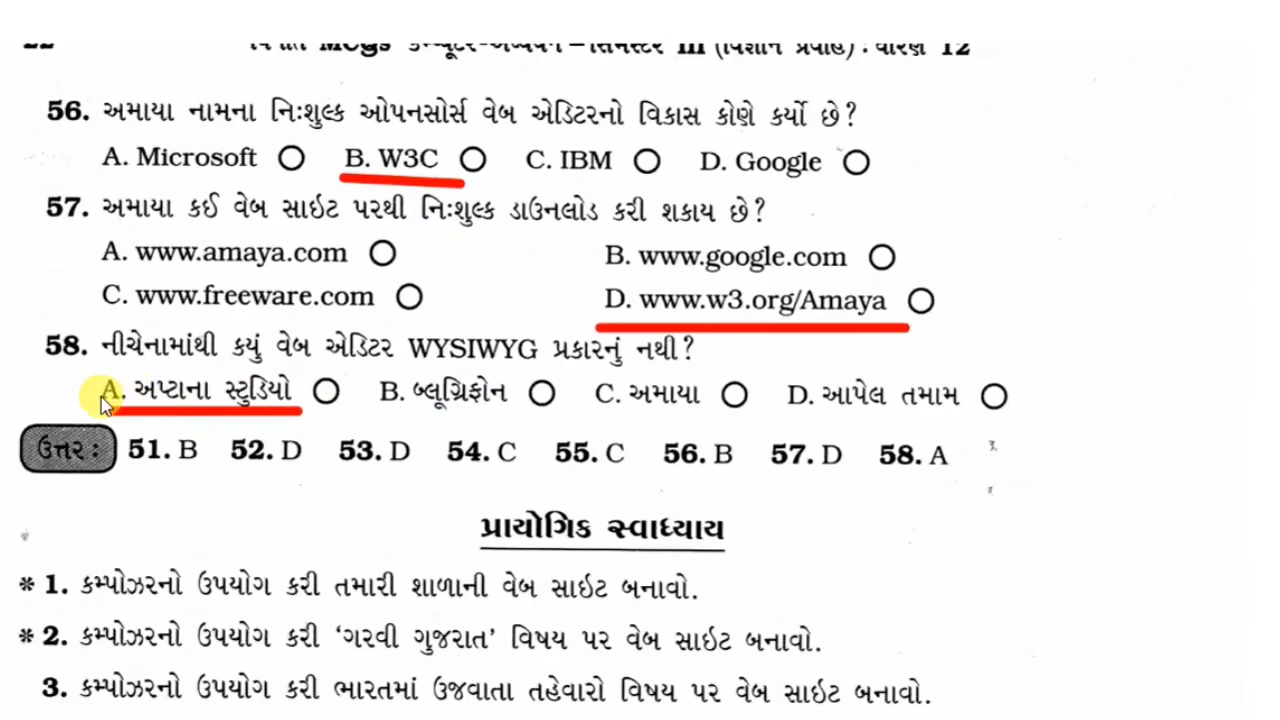 56. અમાયા નામના નિઃશુલ્ક ઓપનસોર્સ વેબ એડિટરનો વિકાસ કોણે કર્યો છે?
A. Microsoft B. W3C C. IBM D. Google
57. અમાયા કઈ વેબ સાઇટ પરથી નિઃશુલ્ક ડાઉનલોડ કરી શકાય છે?
A. www.amaya.com B. www.google.com
C. www.freeware.com D. www.w3.org/Amaya
58. નીચેનામાંથી કયું વેબ એડિટર WYSIWYG પ્રકારનું નથી?
A. અપ્ટાના સ્ટુડિયો B. બ્લૂગ્રિફોન C. અમાયા D. આપેલ તમામ
ઉત્તર : 51. B 52. D 53. D 54. C 55. C 56. B 57. D 58. A
પ્રાયોગિક સ્વાધ્યાય
* 1. કમ્પોઝરનો ઉપયોગ કરી તમારી શાળાની વેબ સાઇટ બનાવો.
* 2. કમ્પોઝરનો ઉપયોગ કરી ‘ગરવી ગુજરાત’ વિષય પર વેબ સાઇટ બનાવો.
3. કમ્પોઝરનો ઉપયોગ કરી ભારતમાં ઉજવાતા તહેવારો વિષય પર વેબ સાઇટ બનાવો.